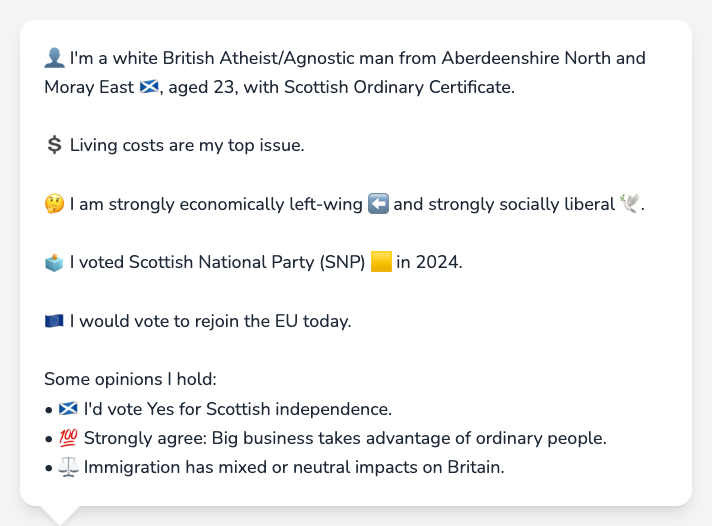 👤 I'm a white British Atheist/Agnostic man from Aberdeenshire North and
Moray East 🏴󠁧󠁢󠁳󠁣󠁴󠁿, aged 23, with Scottish Ordinary Certificate.
💲 Living costs are my top issue.
🤔 I am strongly economically left-wing ⬅️ and strongly socially liberal 🕊️.
🗳️ I voted Scottish National Party (SNP) 🟨 in 2024.
🇪🇺 I would vote to rejoin the EU today.
Some opinions I hold:
• 🏴󠁧󠁢󠁳󠁣󠁴󠁿 I'd vote Yes for Scottish independence.
• 💯 Strongly agree: Big business takes advantage of ordinary people.
• ⚖️ Immigration has mixed or neutral impacts on Britain.